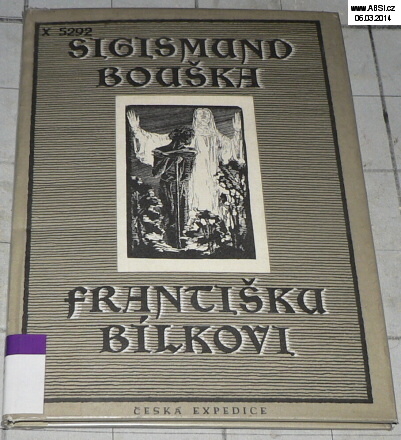 www.ABSI.cz
06.03.2014
X 5292
SIGISMUND
BOUŠKA
FRANTIŠKU
BÍLKOVI
ČESKÁ EXPEDICE